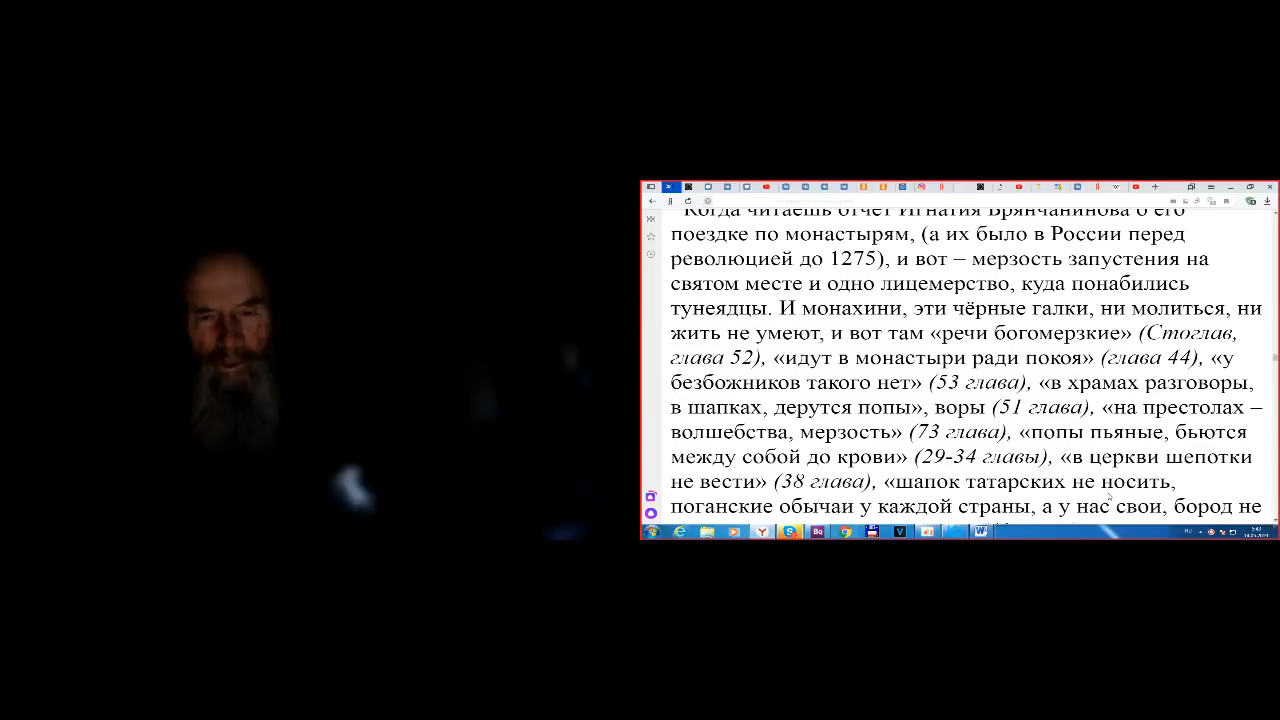 Когда читаешь отчёт Игнатия Брянчанинова о его
поездке по монастырям, (а их было в России перед
революцией до 1275), и вот – мерзость запустения на
святом месте и одно лицемерство, куда понабились
тунеядцы. И монахини, эти чёрные галки, ни молиться, ни
жить не умеют, и вот там «речи богомерзкие» (Стоглав,
глава 52), «идут в монастыри ради покоя» (глава 44), «у
безбожников такого нет» (53 глава), «в храмах разговоры,
в шапках, дерутся попы», воры (51 глава), «на престолах –
волшебства, мерзость» (73 глава), «попы пьяные, бьются
между собой до крови» (29-34 главы), «в церкви шепотки
не вести» (38 глава), «шапок татарских не носить,
поганские обычаи у каждой страны, а у нас свои, бород не